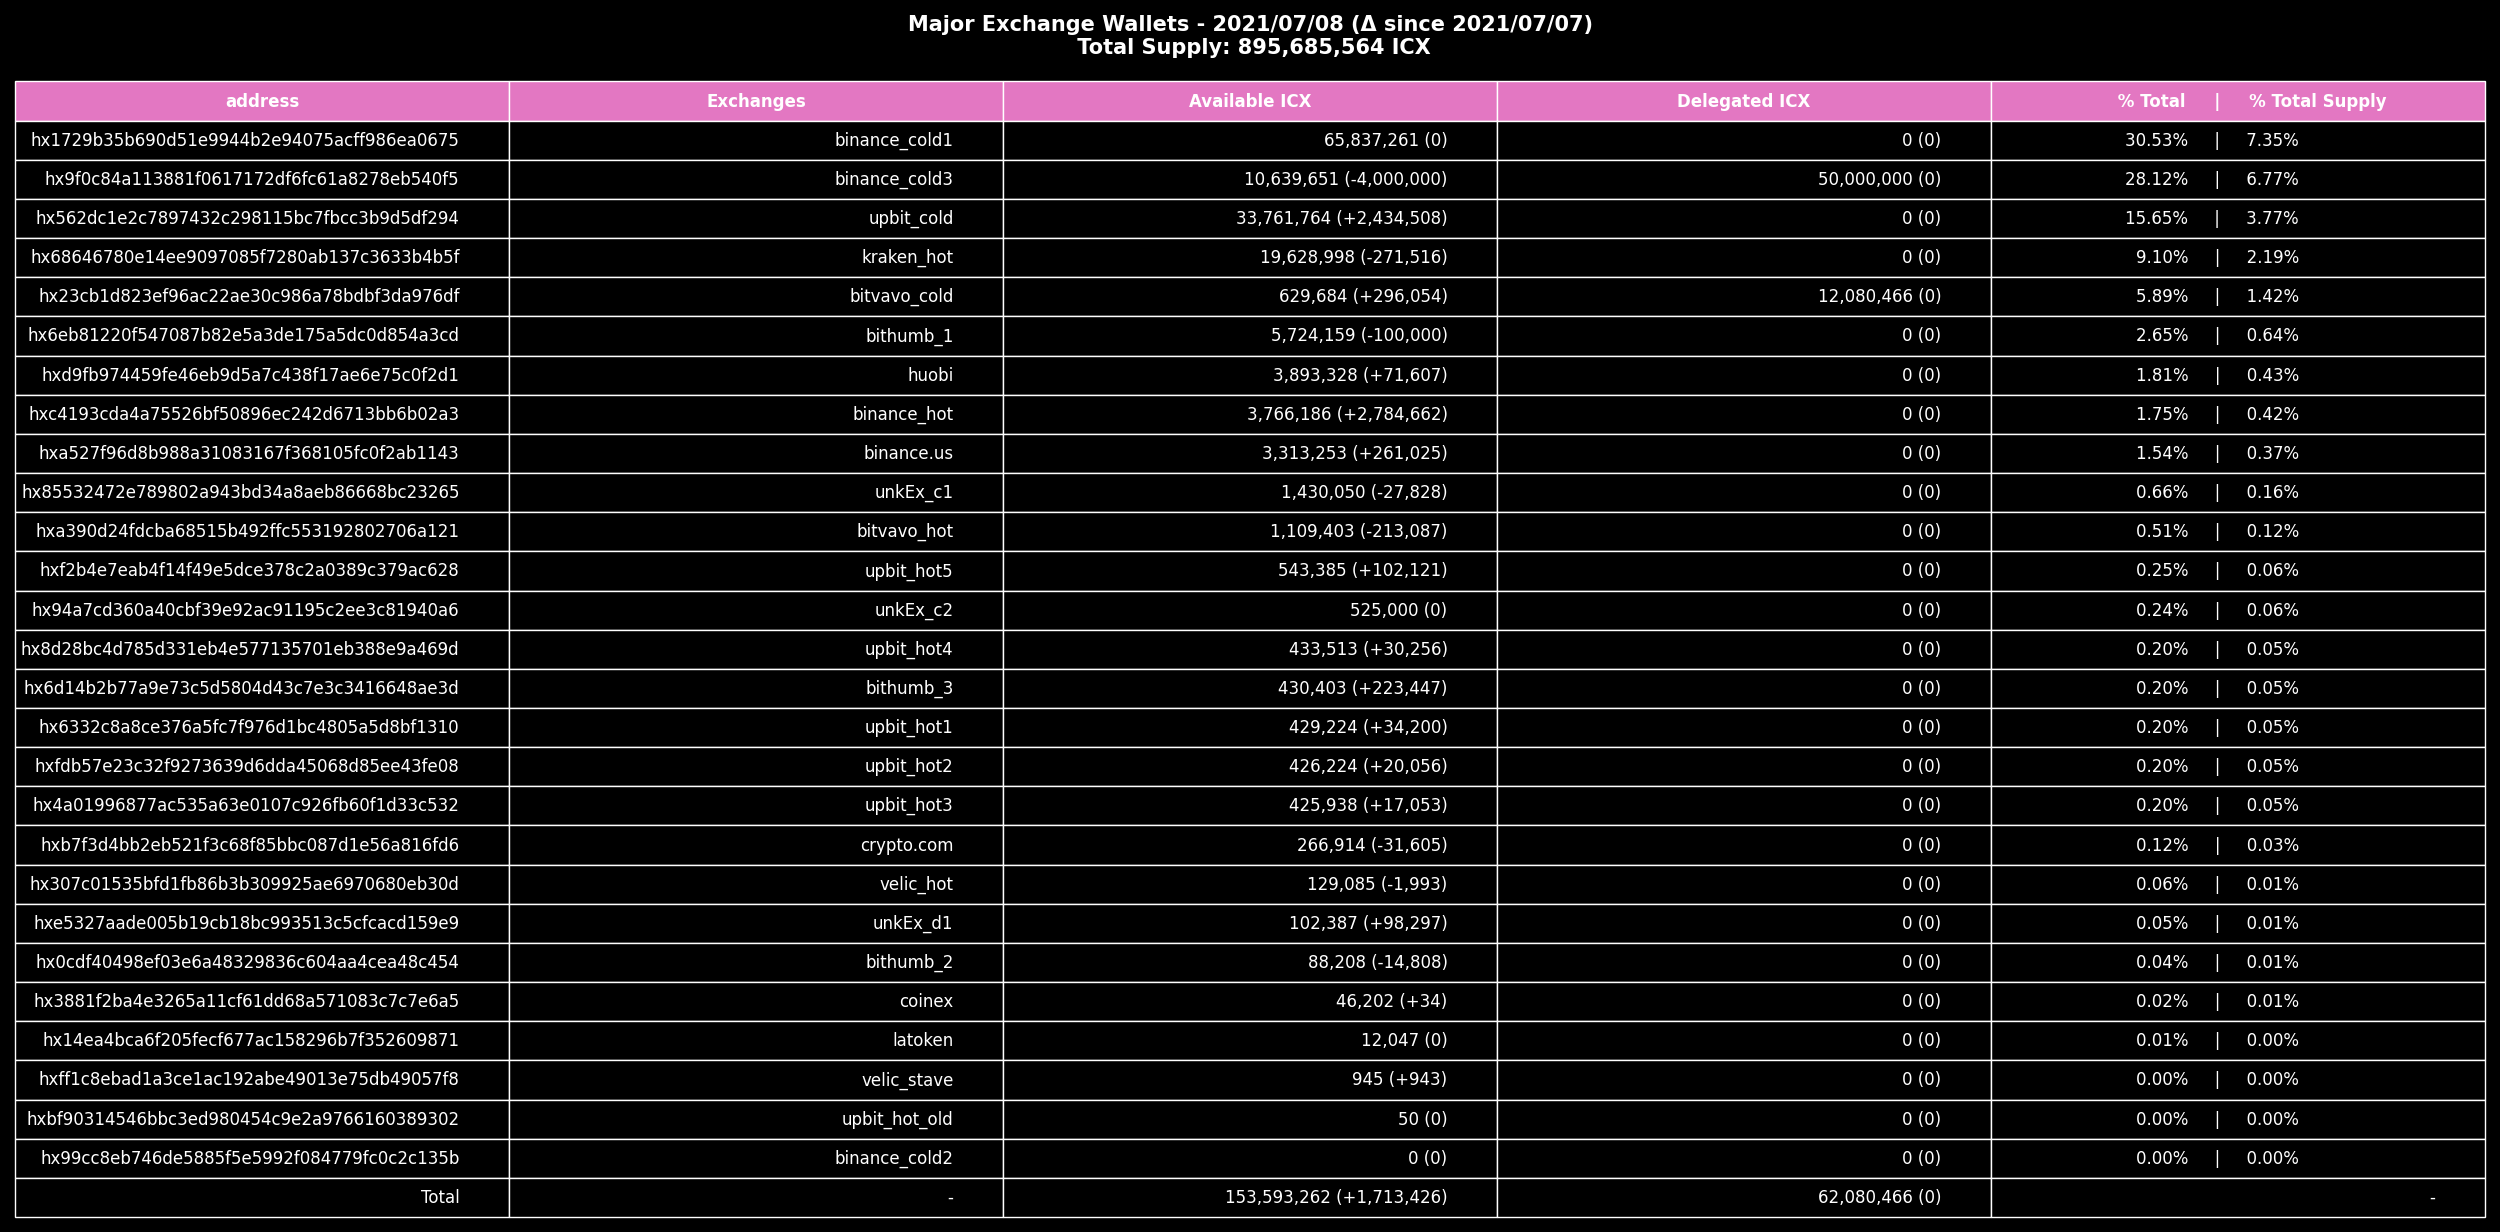 Major Exchange Wallets - 2021/07/08 (Δ since 2021/07/07)
Total Supply: 895,685,564 ICX
address Exchanges Available ICX Delegated ICX % Total | % Total Supply
hx1729b35b690d51e9944b2e94075acff986ea0675 binance_cold1 65,837,261 (0) 0 (0) 30.53% | 7.35%
hx9f0c84a113881f0617172df6fc61a8278eb540f5 binance_cold3 10,639,651 (-4,000,000) 50,000,000 (0) 28.12% | 6.77%
hx562dc1e2c7897432c298115bc7fbcc3b9d5df294 upbit_cold 33,761,764 (+2,434,508) 0 (0) 15.65% | 3.77%
hx68646780e14ee9097085f7280ab137c3633b4b5f kraken_hot 19,628,998 (-271,516) 0 (0) 9.10% | 2.19%
hx23cb1d823ef96ac22ae30c986a78bdbf3da976df bitvavo_cold 629,684 (+296,054) 12,080,466 (0) 5.89% | 1.42%
hx6eb81220f547087b82e5a3de175a5dc0d854a3cd bithumb_1 5,724,159 (-100,000) 0 (0) 2.65% | 0.64%
hxd9fb974459fe46eb9d5a7c438f17ae6e75c0f2d1 huobi 3,893,328 (+71,607) 0 (0) 1.81% | 0.43%
hxc4193cda4a75526bf50896ec242d6713bb6b02a3 binance_hot 3,766,186 (+2,784,662) 0 (0) 1.75% | 0.42%
hxa527f96d8b988a31083167f368105fc0f2ab1143 binance.us 3,313,253 (+261,025) 0 (0) 1.54% | 0.37%
hx85532472e789802a943bd34a8aeb86668bc23265 unkEx_c1 1,430,050 (-27,828) 0 (0) 0.66% | 0.16%
hxa390d24fdcba68515b492ffc553192802706a121 bitvavo_hot 1,109,403 (-213,087) 0 (0) 0.51% | 0.12%
hxf2b4e7eab4f14f49e5dce378c2a0389c379ac628 upbit_hot5 543,385 (+102,121) 0 (0) 0.25% | 0.06%
hx94a7cd360a40cbf39e92ac91195c2ee3c81940a6 unkEx_c2 525,000 (0) 0 (0) 0.24% | 0.06%
hx8d28bc4d785d331eb4e577135701eb388e9a469d upbit_hot4 433,513 (+30,256) 0 (0) 0.20% | 0.05%
hx6d14b2b77a9e73c5d5804d43c7e3c3416648ae3d bithumb_3 430,403 (+223,447) 0 (0) 0.20% | 0.05%
hx6332c8a8ce376a5fc7f976d1bc4805a5d8bf1310 upbit_hot1 429,224 (+34,200) 0 (0) 0.20% | 0.05%
hxfdb57e23c32f9273639d6dda45068d85ee43fe08 upbit_hot2 426,224 (+20,056) 0 (0) 0.20% | 0.05%
hx4a01996877ac535a63e0107c926fb60f1d33c532 upbit_hot3 425,938 (+17,053) 0 (0) 0.20% | 0.05%
hxb7f3d4bb2eb521f3c68f85bbc087d1e56a816fd6 crypto.com 266,914 (-31,605) 0 (0) 0.12% | 0.03%
hx307c01535bfd1fb86b3b309925ae6970680eb30d velic_hot 129,085 (-1,993) 0 (0) 0.06% | 0.01%
hxe5327aade005b19cb18bc993513c5cfcacd159e9 unkEx_d1 102,387 (+98,297) 0 (0) 0.05% | 0.01%
hx0cdf40498ef03e6a48329836c604aa4cea48c454 bithumb_2 88,208 (-14,808) 0 (0) 0.04% | 0.01%
hx3881f2ba4e3265a11cf61dd68a571083c7c7e6a5 coinex 46,202 (+34) 0 (0) 0.02% | 0.01%
hx14ea4bca6f205fecf677ac158296b7f352609871 latoken 12,047 (0) 0 (0) 0.01% | 0.00%
hxff1c8ebad1a3ce1ac192abe49013e75db49057f8 velic_stave 945 (+943) 0 (0) 0.00% | 0.00%
hxbf90314546bbc3ed980454c9e2a9766160389302 upbit_hot_old 50 (0) 0 (0) 0.00% | 0.00%
hx99cc8eb746de5885f5e5992f084779fc0c2c135b binance_cold2 0 (0) 0 (0) 0.00% | 0.00%
Total - 153,593,262 (+1,713,426) 62,080,466 (0) -